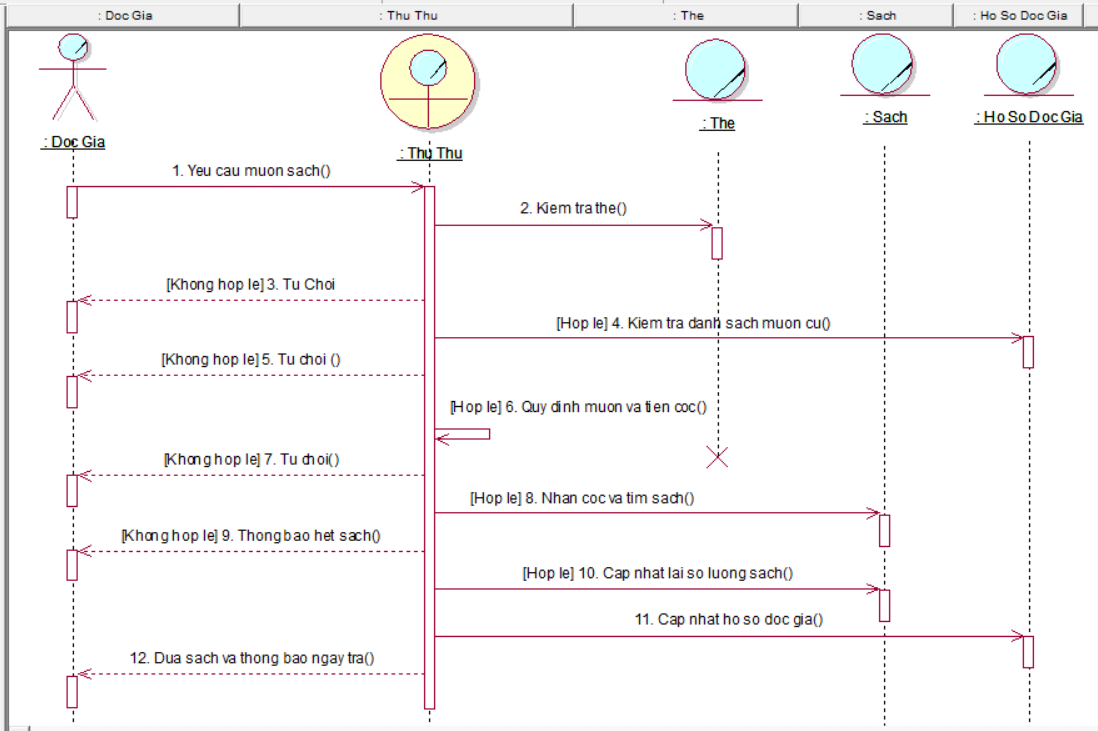 : Doc Gia
: Thu Thu
: The
: Sach
: Ho So Doc Gia
: Doc Gia
: Thu Thu
: The
: Sach
: Ho So Doc Gia
1. Yeu cau muon sach()
2. Kiem tra the()
[Khong hop le] 3. Tu Choi
[Hop le] 4. Kiem tra danh sach muon cu()
[Khong hop le] 5. Tu choi ()
[Hop le] 6. Quy dinh muon va tien coc()
[Khong hop le] 7. Tu choi()
[Hop le] 8. Nhan coc va tim sach()
[Khong hop le] 9. Thong bao het sach()
[Hop le] 10. Cap nhat lai so luong sach()
11. Cap nhat ho so doc gia()
12. Dua sach va thong bao ngay tra()